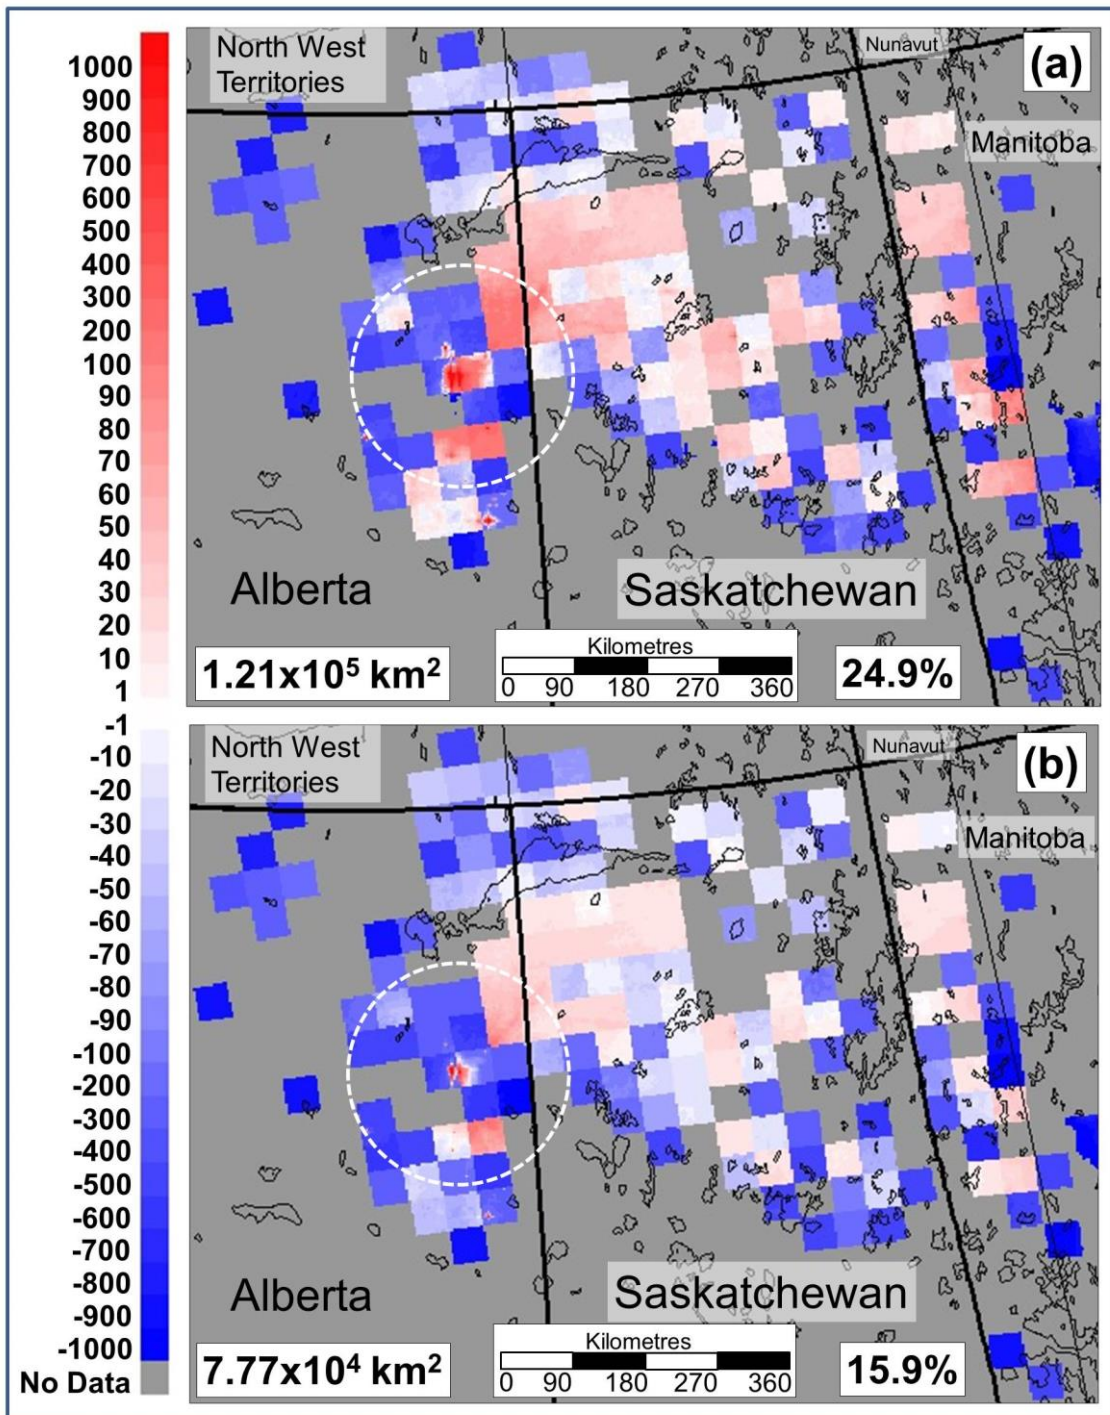 1000
900
800
700
600
500
400
300
200
100
90
80
70
60
50
40
30
20
10
1
-1
-10
-20
-30
-40
-50
-60
-70
-80
-90
-100
-200
-300
-400
-500
-600
-700
-800
-900
-1000
No Data
North West
Territories
Nunavut
(a)
Manitoba
Alberta
Saskatchewan
1.21x10⁵ km²
Kilometres
0 90 180 270 360
24.9%
North West
Territories
Nunavut
(b)
Manitoba
Alberta
Saskatchewan
7.77x10⁴ km²
Kilometres
0 90 180 270 360
15.9%